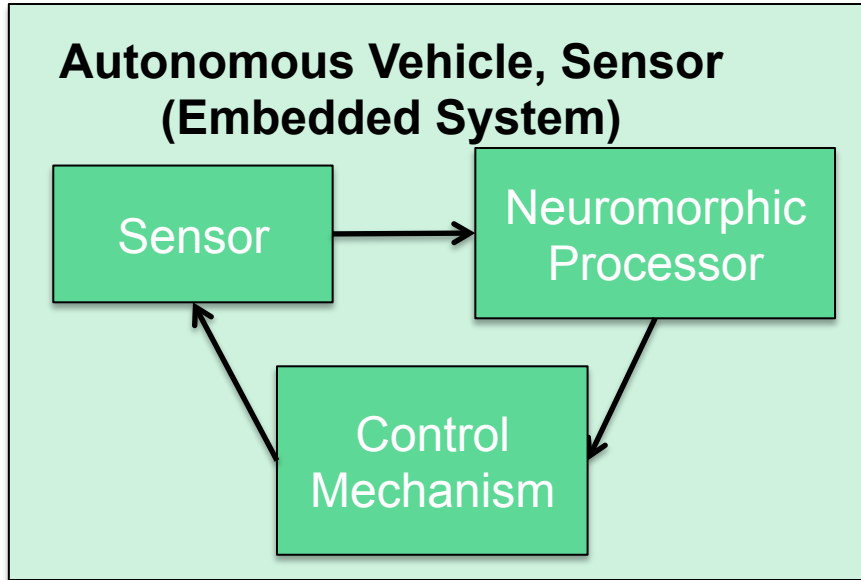 Autonomous Vehicle, Sensor
(Embedded System)
Sensor
Neuromorphic
Processor
Control
Mechanism